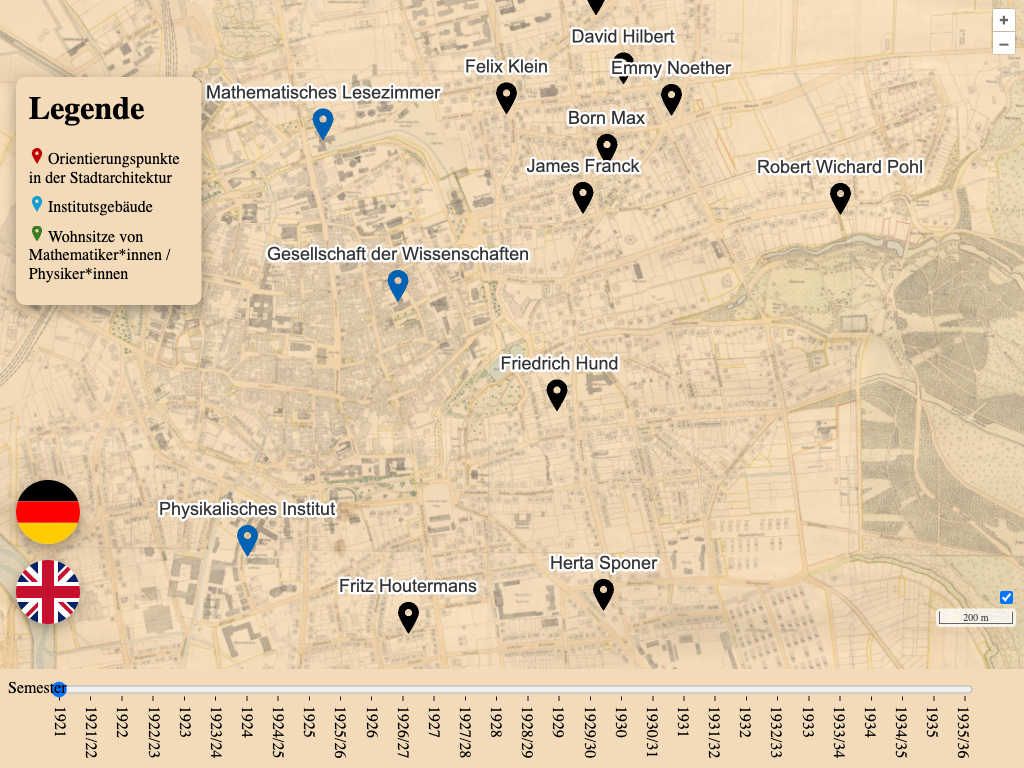 +
−
David Hilbert
Felix Klein
Emmy Noether
Mathematisches Lesezimmer
Born Max
James Franck
Robert Wichard Pohl
Legende
Orientierungspunkte
in der Stadtarchitektur
Institutsgebäude
Wohnsitze von
Mathematiker*innen /
Physiker*innen
Gesellschaft der Wissenschaften
Friedrich Hund
Physikalisches Institut
Herta Sponer
Fritz Houtermans
200 m
Semester
1921
1921/22
1922
1922/23
1923
1923/24
1924
1924/25
1925
1925/26
1926
1926/27
1927
1927/28
1928
1928/29
1929
1929/30
1930
1930/31
1931
1931/32
1932
1932/33
1933
1933/34
1934
1934/35
1935
1935/36